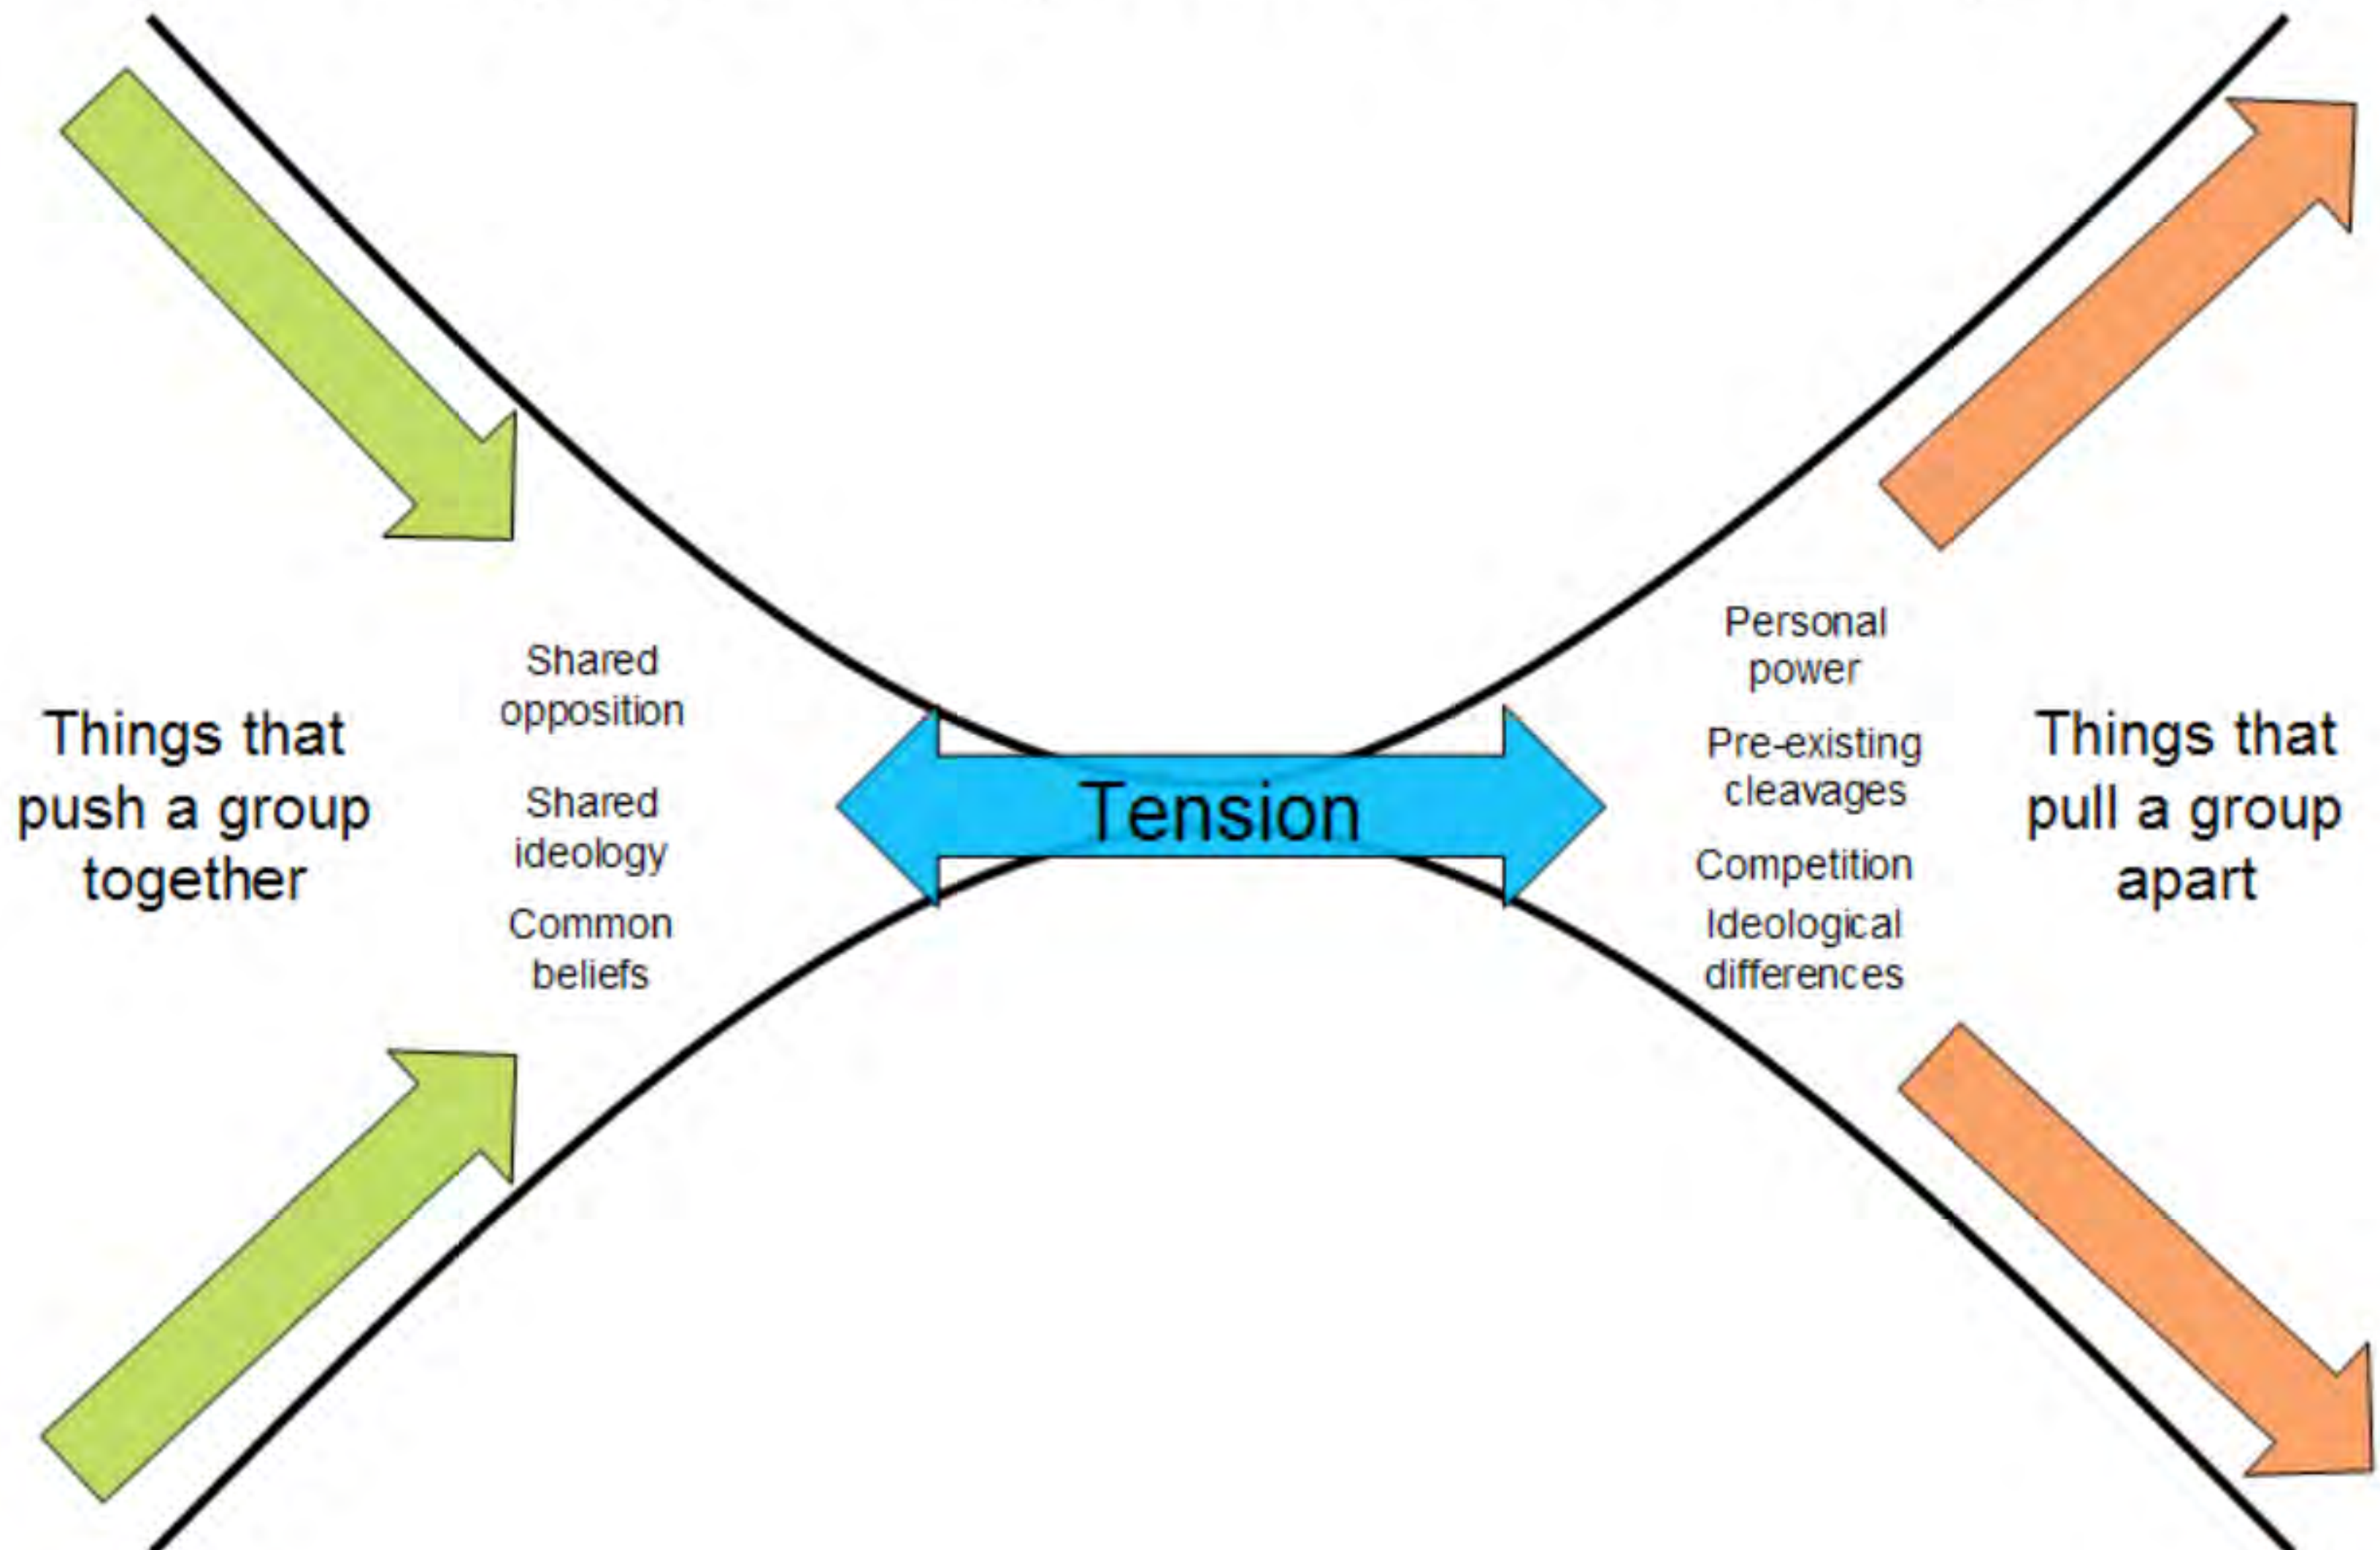 Things that
push a group
together
Shared
opposition
Shared
ideology
Common
beliefs
Tension
Personal
power
Pre-existing
cleavages
Competition
Ideological
differences
Things that
pull a group
apart